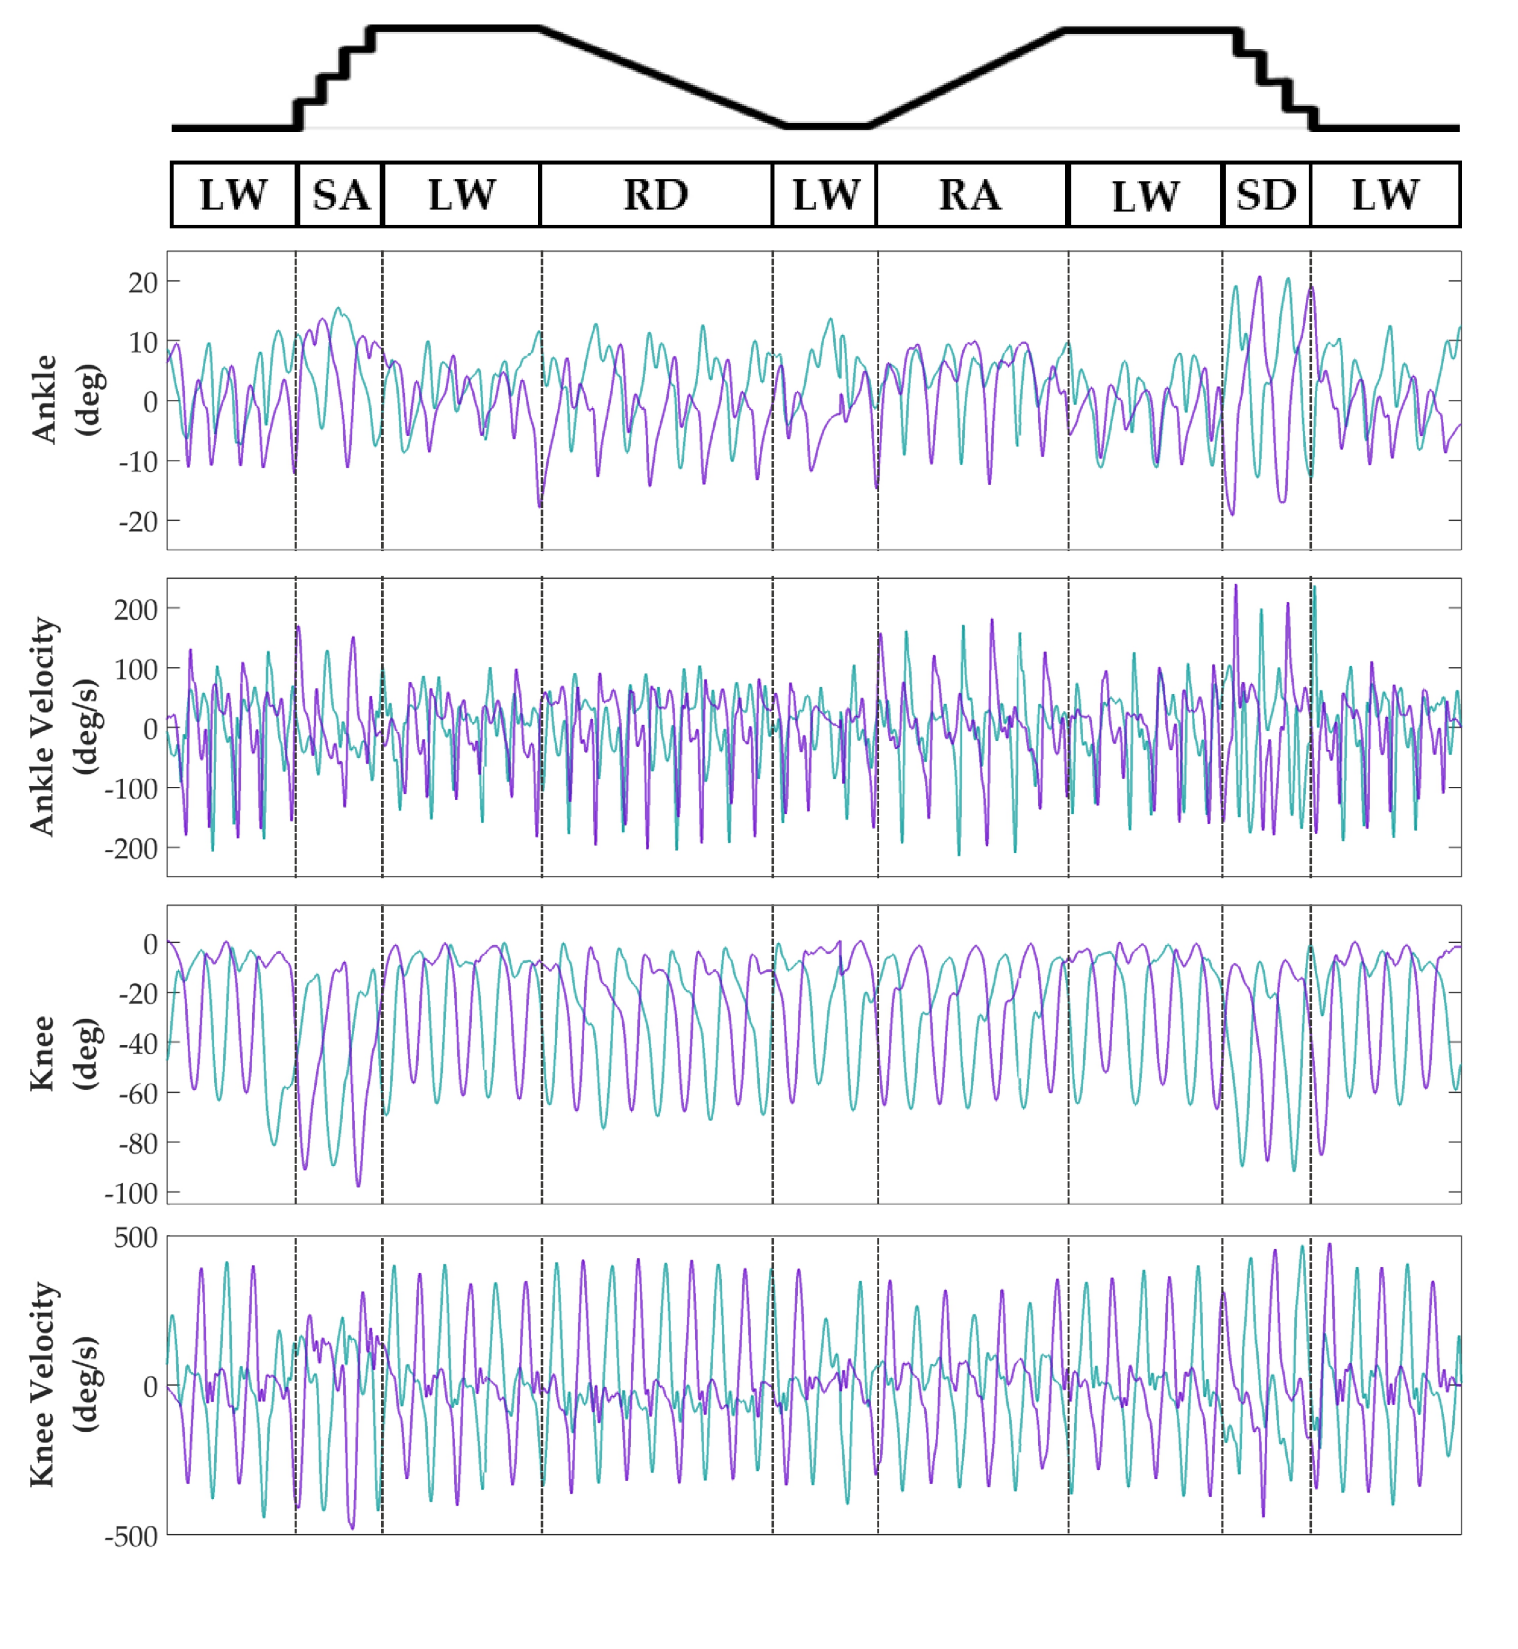 LW SA LW RD LW RA LW SD LW
Ankle
(deg)
20
10
0
-10
-20
Ankle Velocity
(deg/s)
200
100
0
-100
-200
Knee
(deg)
0
-20
-40
-60
-80
-100
Knee Velocity
(deg/s)
500
0
-500